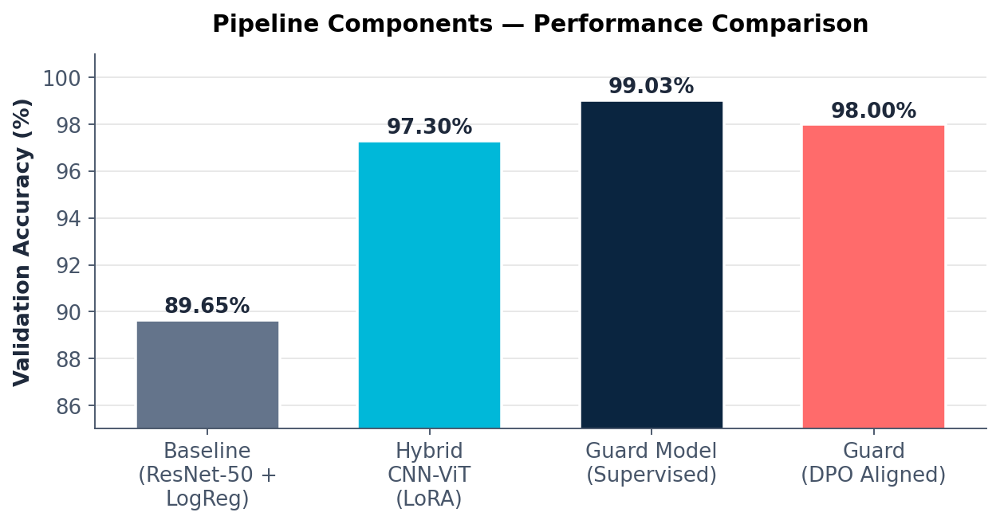 Pipeline Components — Performance Comparison
Validation Accuracy (%)
100
98
96
94
92
90
88
86
89.65%
97.30%
99.03%
98.00%
Baseline
(ResNet-50 +
LogReg)
Hybrid
CNN-ViT
(LoRA)
Guard Model
(Supervised)
Guard
(DPO Aligned)